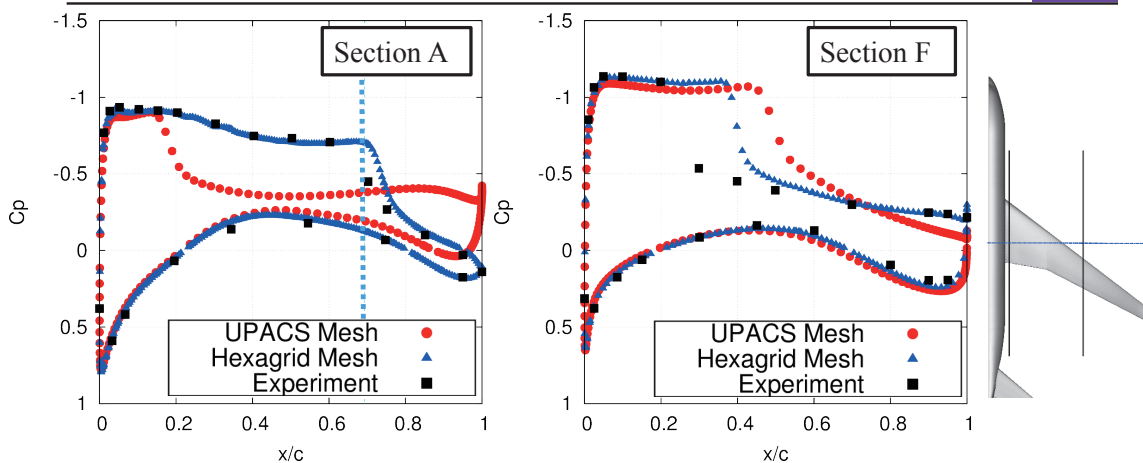 Section A
Cp
-1.5
-1
-0.5
0
0.5
1
0
0.2
0.4
0.6
0.8
1
x/c
UPACS Mesh
Hexagrid Mesh
Experiment
Section F
Cp
-1.5
-1
-0.5
0
0.5
1
0
0.2
0.4
0.6
0.8
1
x/c
UPACS Mesh
Hexagrid Mesh
Experiment